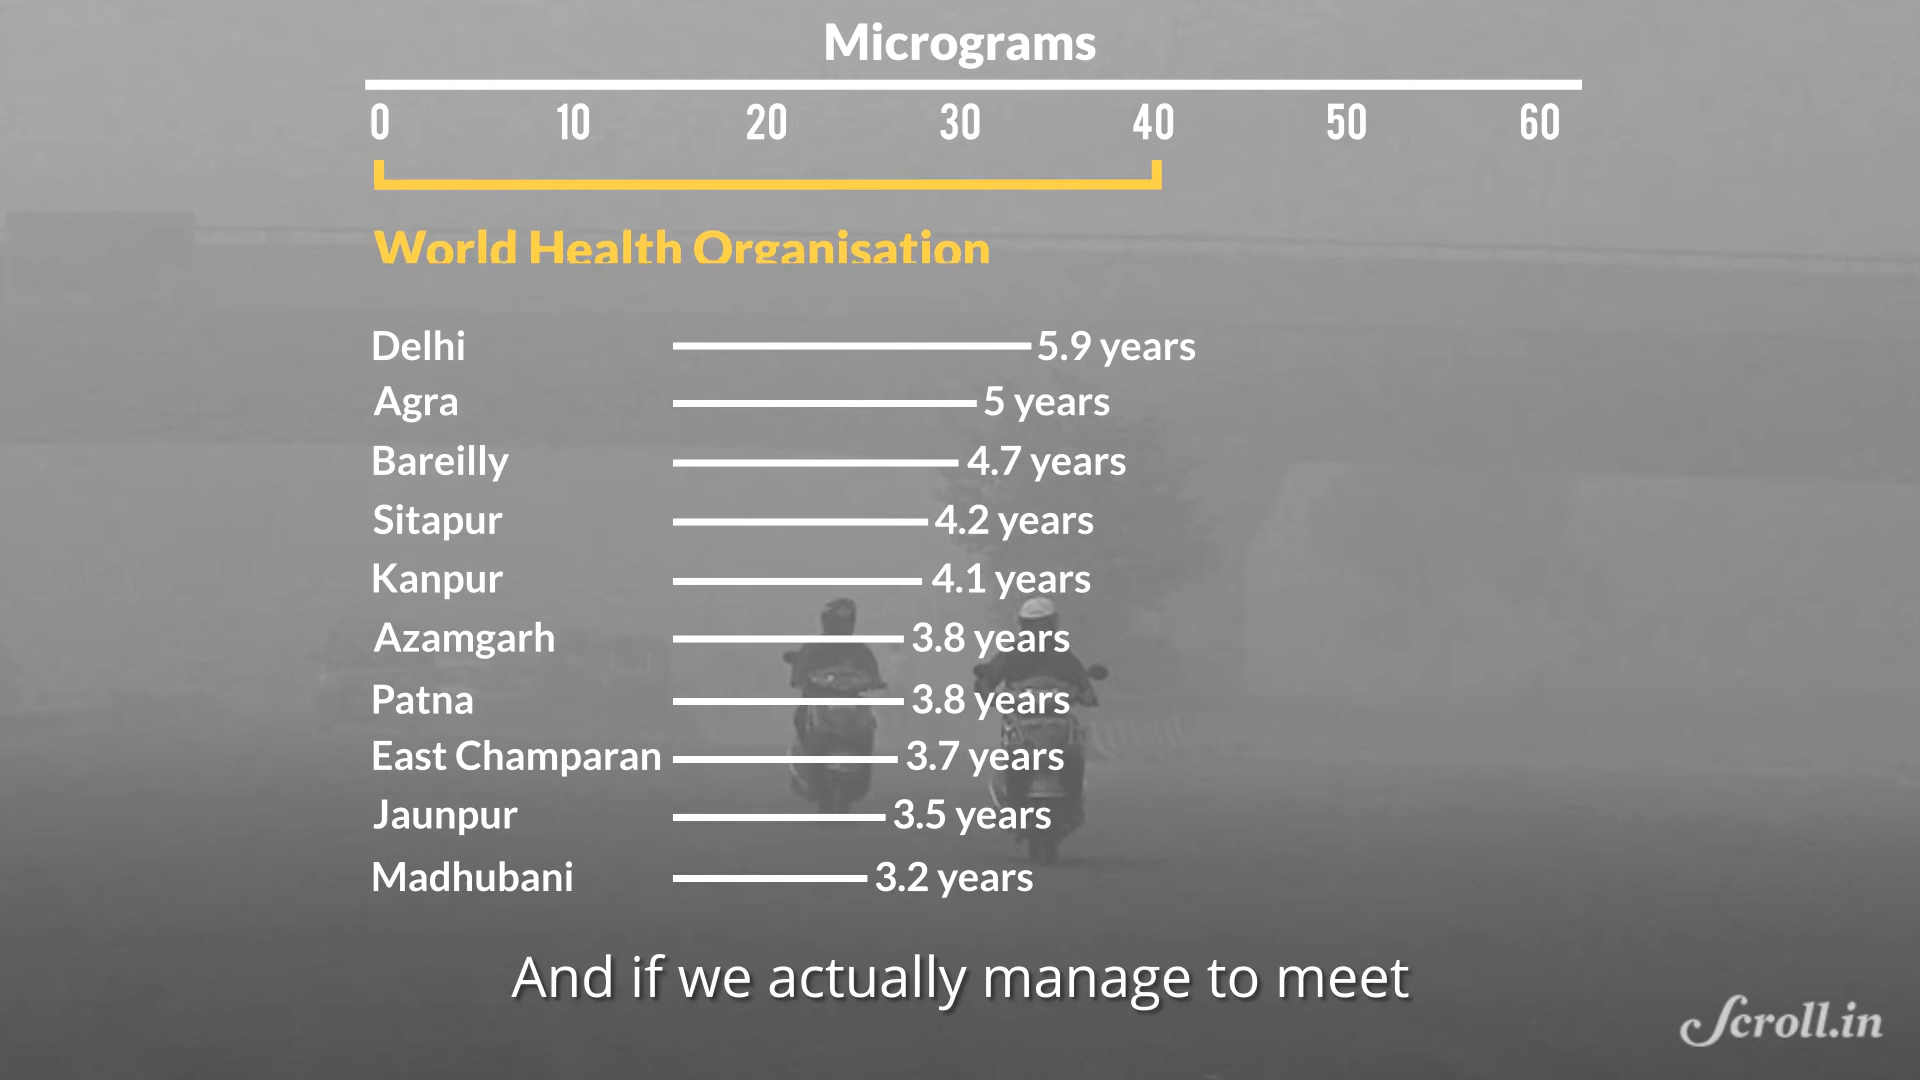 Micrograms
0 10 20 30 40 50 60
World Health Organisation
Delhi 5.9 years
Agra 5 years
Bareilly 4.7 years
Sitapur 4.2 years
Kanpur 4.1 years
Azamgarh 3.8 years
Patna 3.8 years
East Champaran 3.7 years
Jaunpur 3.5 years
Madhubani 3.2 years
And if we actually manage to meet
Scroll.in